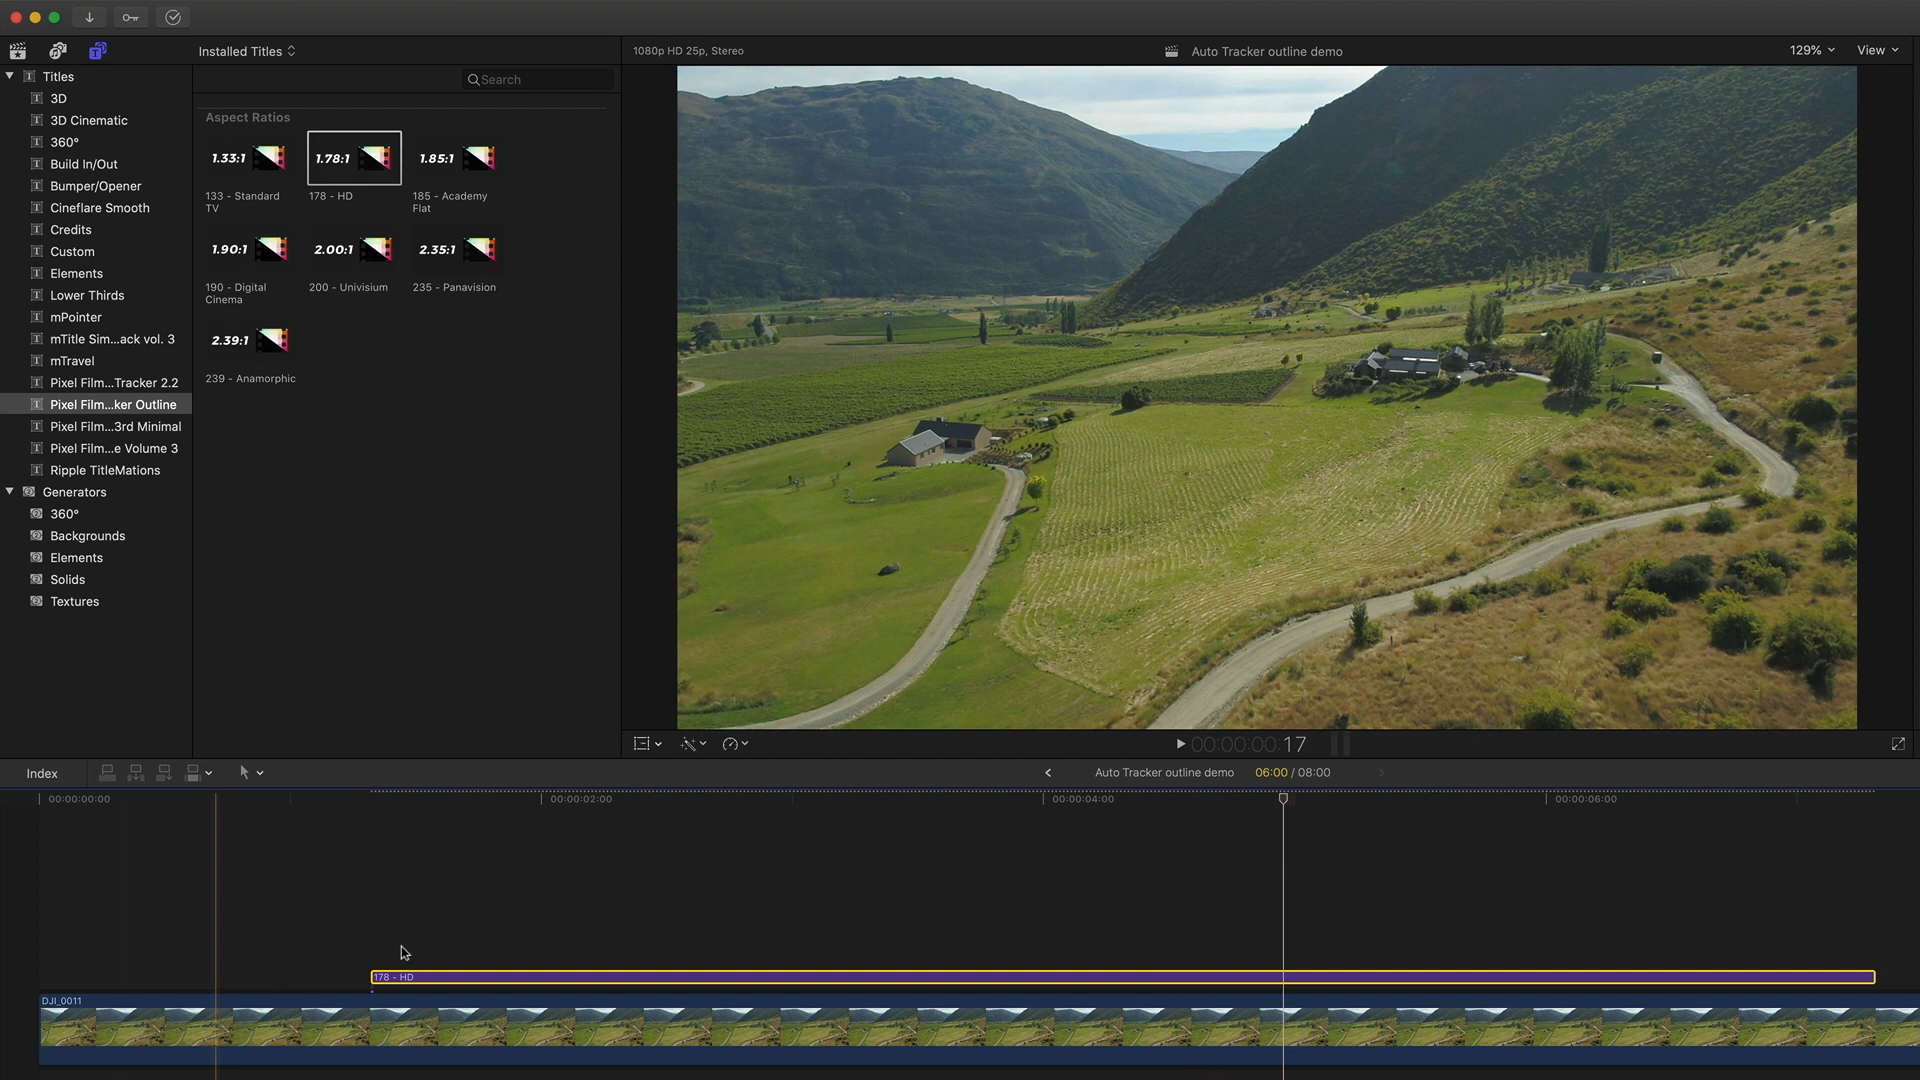 Installed Titles
1080p HD 25p, Stereo
Auto Tracker outline demo
129%
View
Titles
3D
3D Cinematic
360°
Build In/Out
Bumper/Opener
Cineflare Smooth
Credits
Custom
Elements
Lower Thirds
mPointer
mTitle Sim...ack vol. 3
mTravel
Pixel Film...Tracker 2.2
Pixel Film...ker Outline
Pixel Film...3rd Minimal
Pixel Film...e Volume 3
Ripple TitleMations
Generators
360°
Backgrounds
Elements
Solids
Textures
Search
Aspect Ratios
1.33:1
133 - Standard
TV
1.78:1
178 - HD
1.85:1
185 - Academy
Flat
1.90:1
190 - Digital
Cinema
2.00:1
200 - Univisium
2.35:1
235 - Panavision
2.39:1
239 - Anamorphic
00:00:00:17
Index
Auto Tracker outline demo
06:00 / 08:00
00:00:00:00
00:00:02:00
00:00:04:00
00:00:06:00
178 - HD
DJI_0011